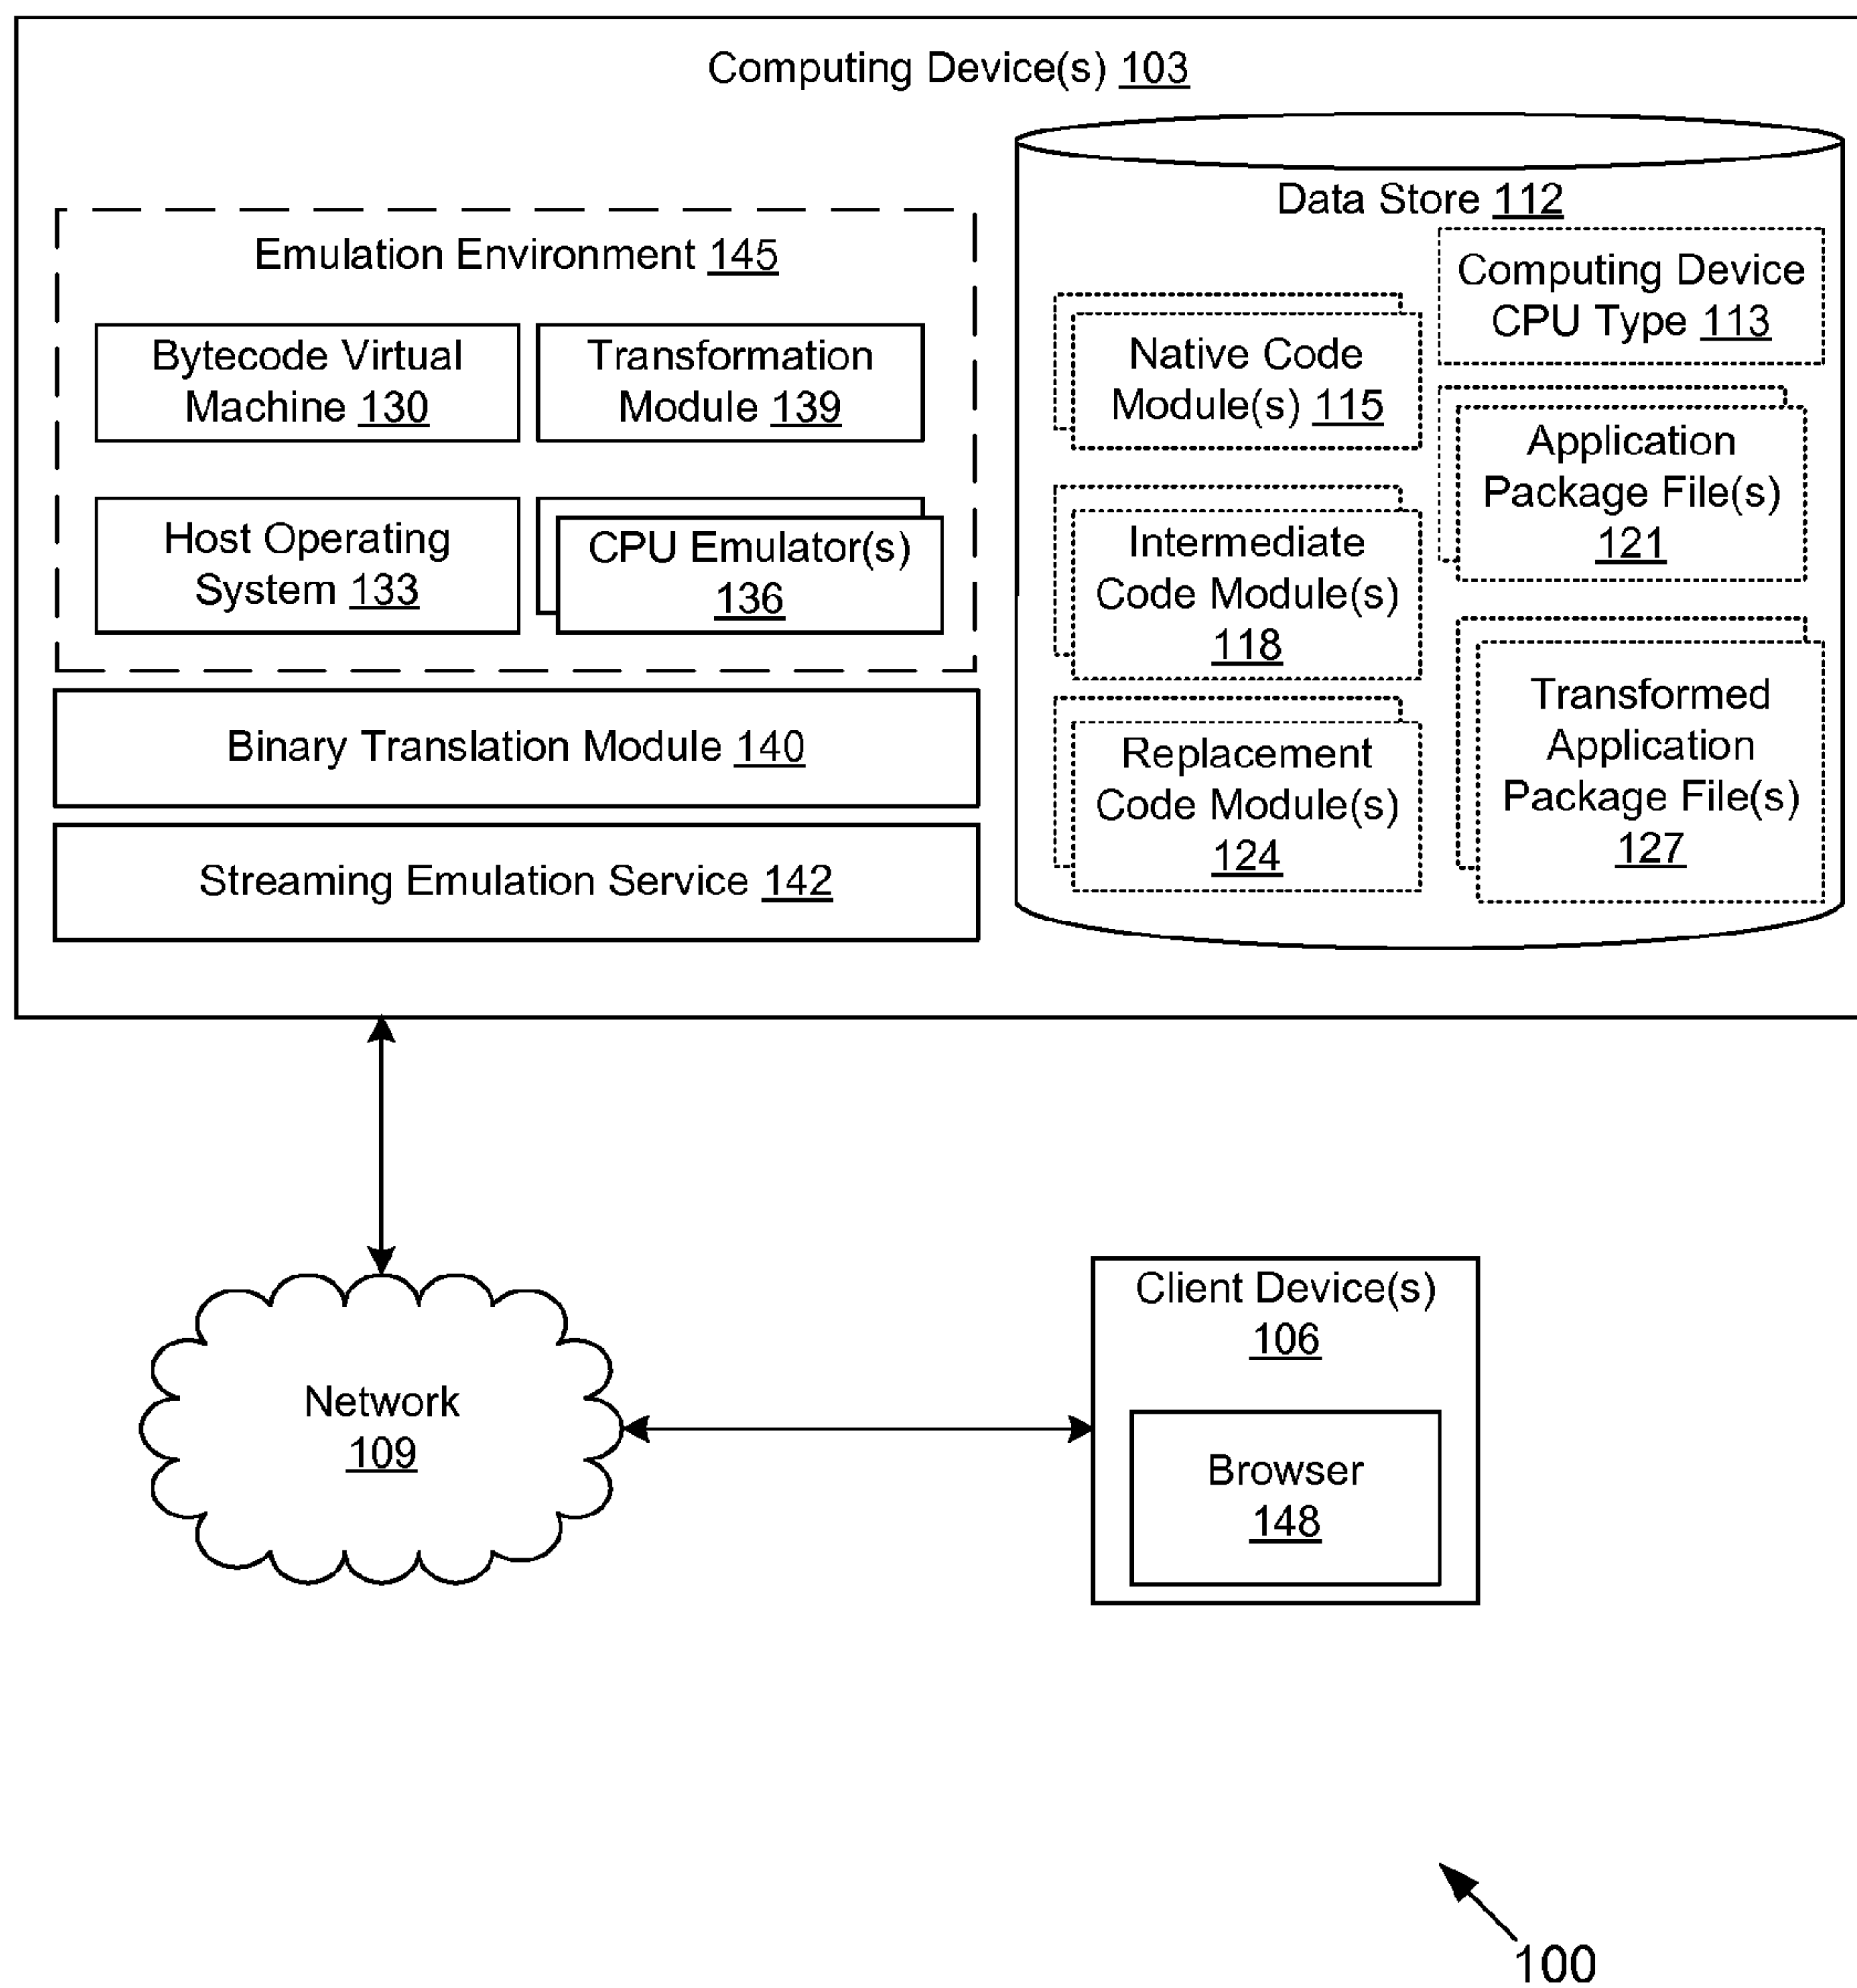 Computing Device(s) 103
Emulation Environment 145
Bytecode Virtual
Machine 130
Transformation
Module 139
Host Operating
System 133
CPU Emulator(s)
136
Binary Translation Module 140
Streaming Emulation Service 142
Data Store 112
Computing Device
CPU Type 113
Native Code
Module(s) 115
Application
Package File(s)
121
Intermediate
Code Module(s)
118
Transformed
Application
Package File(s)
127
Replacement
Code Module(s)
124
Network
109
Client Device(s)
106
Browser
148
100